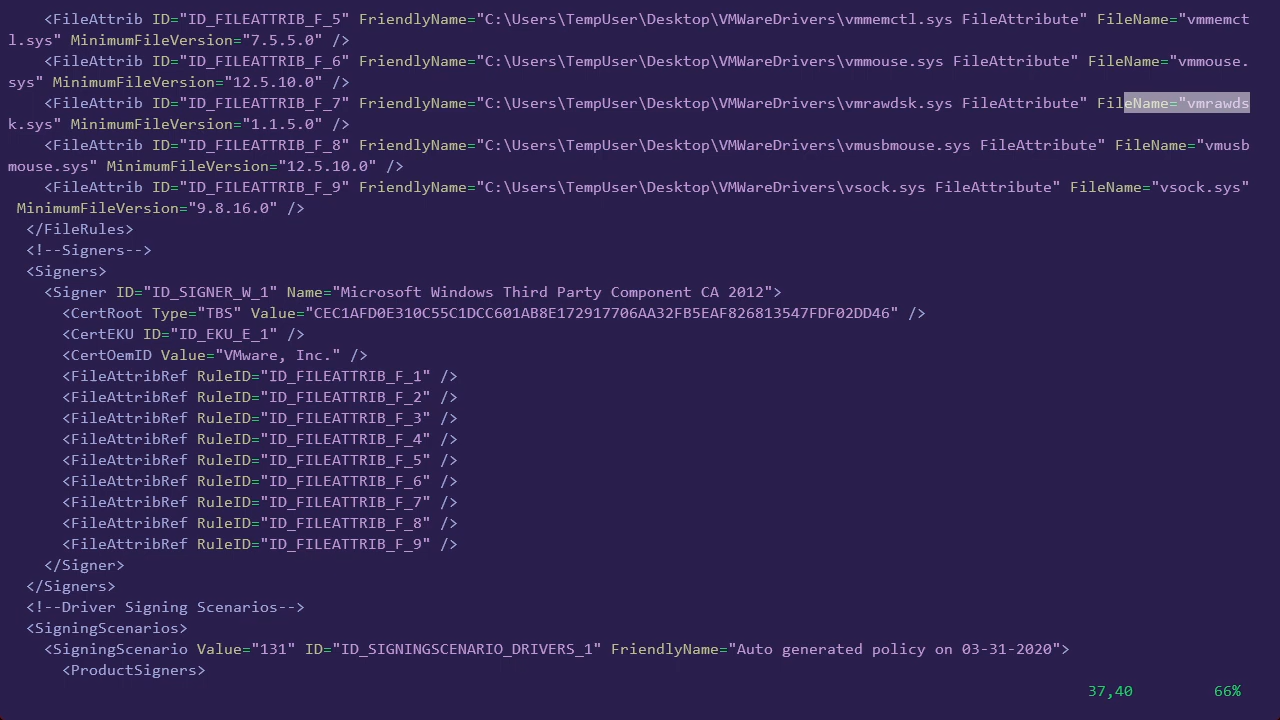 <FileAttrib ID="ID_FILEATTRIB_F_5" FriendlyName="C:\Users\TempUser\Desktop\VMWareDrivers\vmmemctl.sys FileAttribute" FileName="vmmemct
l.sys" MinimumFileVersion="7.5.5.0" />
    <FileAttrib ID="ID_FILEATTRIB_F_6" FriendlyName="C:\Users\TempUser\Desktop\VMWareDrivers\vmmouse.sys FileAttribute" FileName="vmmouse.
sys" MinimumFileVersion="12.5.10.0" />
    <FileAttrib ID="ID_FILEATTRIB_F_7" FriendlyName="C:\Users\TempUser\Desktop\VMWareDrivers\vmrawdsk.sys FileAttribute" FileName="vmrawds
k.sys" MinimumFileVersion="1.1.5.0" />
    <FileAttrib ID="ID_FILEATTRIB_F_8" FriendlyName="C:\Users\TempUser\Desktop\VMWareDrivers\vmusbmouse.sys FileAttribute" FileName="vmusb
mouse.sys" MinimumFileVersion="12.5.10.0" />
    <FileAttrib ID="ID_FILEATTRIB_F_9" FriendlyName="C:\Users\TempUser\Desktop\VMWareDrivers\vsock.sys FileAttribute" FileName="vsock.sys"
 MinimumFileVersion="9.8.16.0" />
  </FileRules>
  <!--Signers-->
  <Signers>
    <Signer ID="ID_SIGNER_W_1" Name="Microsoft Windows Third Party Component CA 2012">
      <CertRoot Type="TBS" Value="CEC1AFD0E310C55C1DCC601AB8E172917706AA32FB5EAF826813547FDF02DD46" />
      <CertEKU ID="ID_EKU_E_1" />
      <CertOemID Value="VMware, Inc." />
      <FileAttribRef RuleID="ID_FILEATTRIB_F_1" />
      <FileAttribRef RuleID="ID_FILEATTRIB_F_2" />
      <FileAttribRef RuleID="ID_FILEATTRIB_F_3" />
      <FileAttribRef RuleID="ID_FILEATTRIB_F_4" />
      <FileAttribRef RuleID="ID_FILEATTRIB_F_5" />
      <FileAttribRef RuleID="ID_FILEATTRIB_F_6" />
      <FileAttribRef RuleID="ID_FILEATTRIB_F_7" />
      <FileAttribRef RuleID="ID_FILEATTRIB_F_8" />
      <FileAttribRef RuleID="ID_FILEATTRIB_F_9" />
    </Signer>
  </Signers>
  <!--Driver Signing Scenarios-->
  <SigningScenarios>
    <SigningScenario Value="131" ID="ID_SIGNINGSCENARIO_DRIVERS_1" FriendlyName="Auto generated policy on 03-31-2020">
      <ProductSigners>
37,40 66%